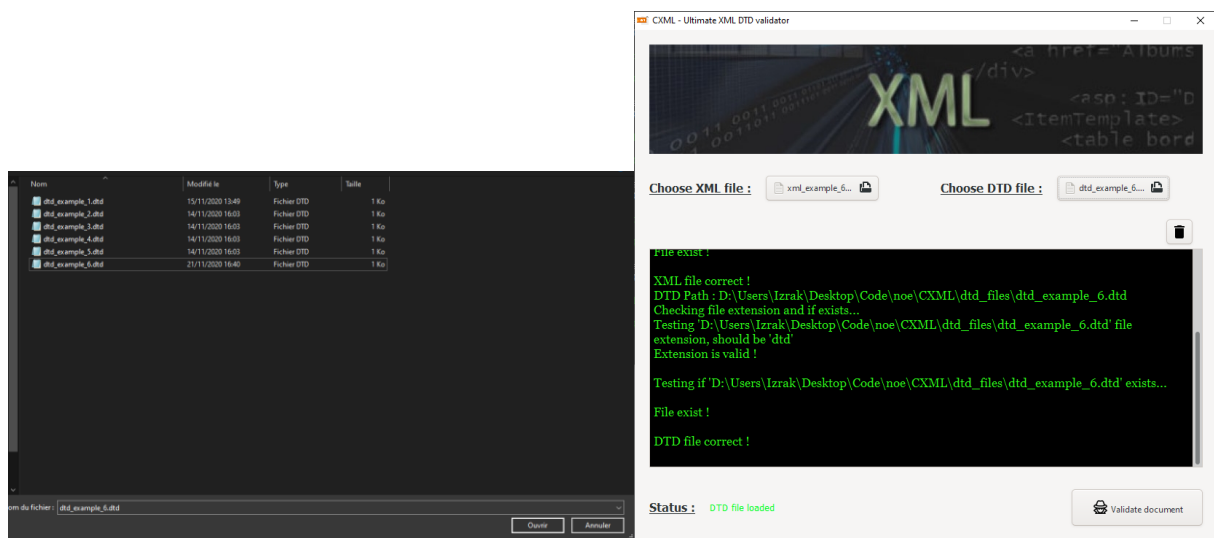 Nom Modifié le Type Taille
dtd_example_1.dtd 15/11/2020 13:49 Fichier DTD 1 Ko
dtd_example_2.dtd 14/11/2020 16:03 Fichier DTD 1 Ko
dtd_example_3.dtd 14/11/2020 16:03 Fichier DTD 1 Ko
dtd_example_4.dtd 14/11/2020 16:03 Fichier DTD 1 Ko
dtd_example_5.dtd 14/11/2020 16:03 Fichier DTD 1 Ko
dtd_example_6.dtd 21/11/2020 16:40 Fichier DTD 1 Ko
om du fichier : dtd_example_6.dtd
Ouvrir Annuler
CXML - Ultimate XML DTD validator
<a href="Albums
</div>
XML
<asp: ID="D
<ItemTemplate>
<table bord
Choose XML file : xml_example_6... Choose DTD file : dtd_example_6....
File exist !
XML file correct !
DTD Path : D:\Users\Izrak\Desktop\Code\noe\CXML\dtd_files\dtd_example_6.dtd
Checking file extension and if exists...
Testing 'D:\Users\Izrak\Desktop\Code\noe\CXML\dtd_files\dtd_example_6.dtd' file
extension, should be 'dtd'
Extension is valid !
Testing if 'D:\Users\Izrak\Desktop\Code\noe\CXML\dtd_files\dtd_example_6.dtd' exists...
File exist !
DTD file correct !
Status : DTD file loaded
Validate document